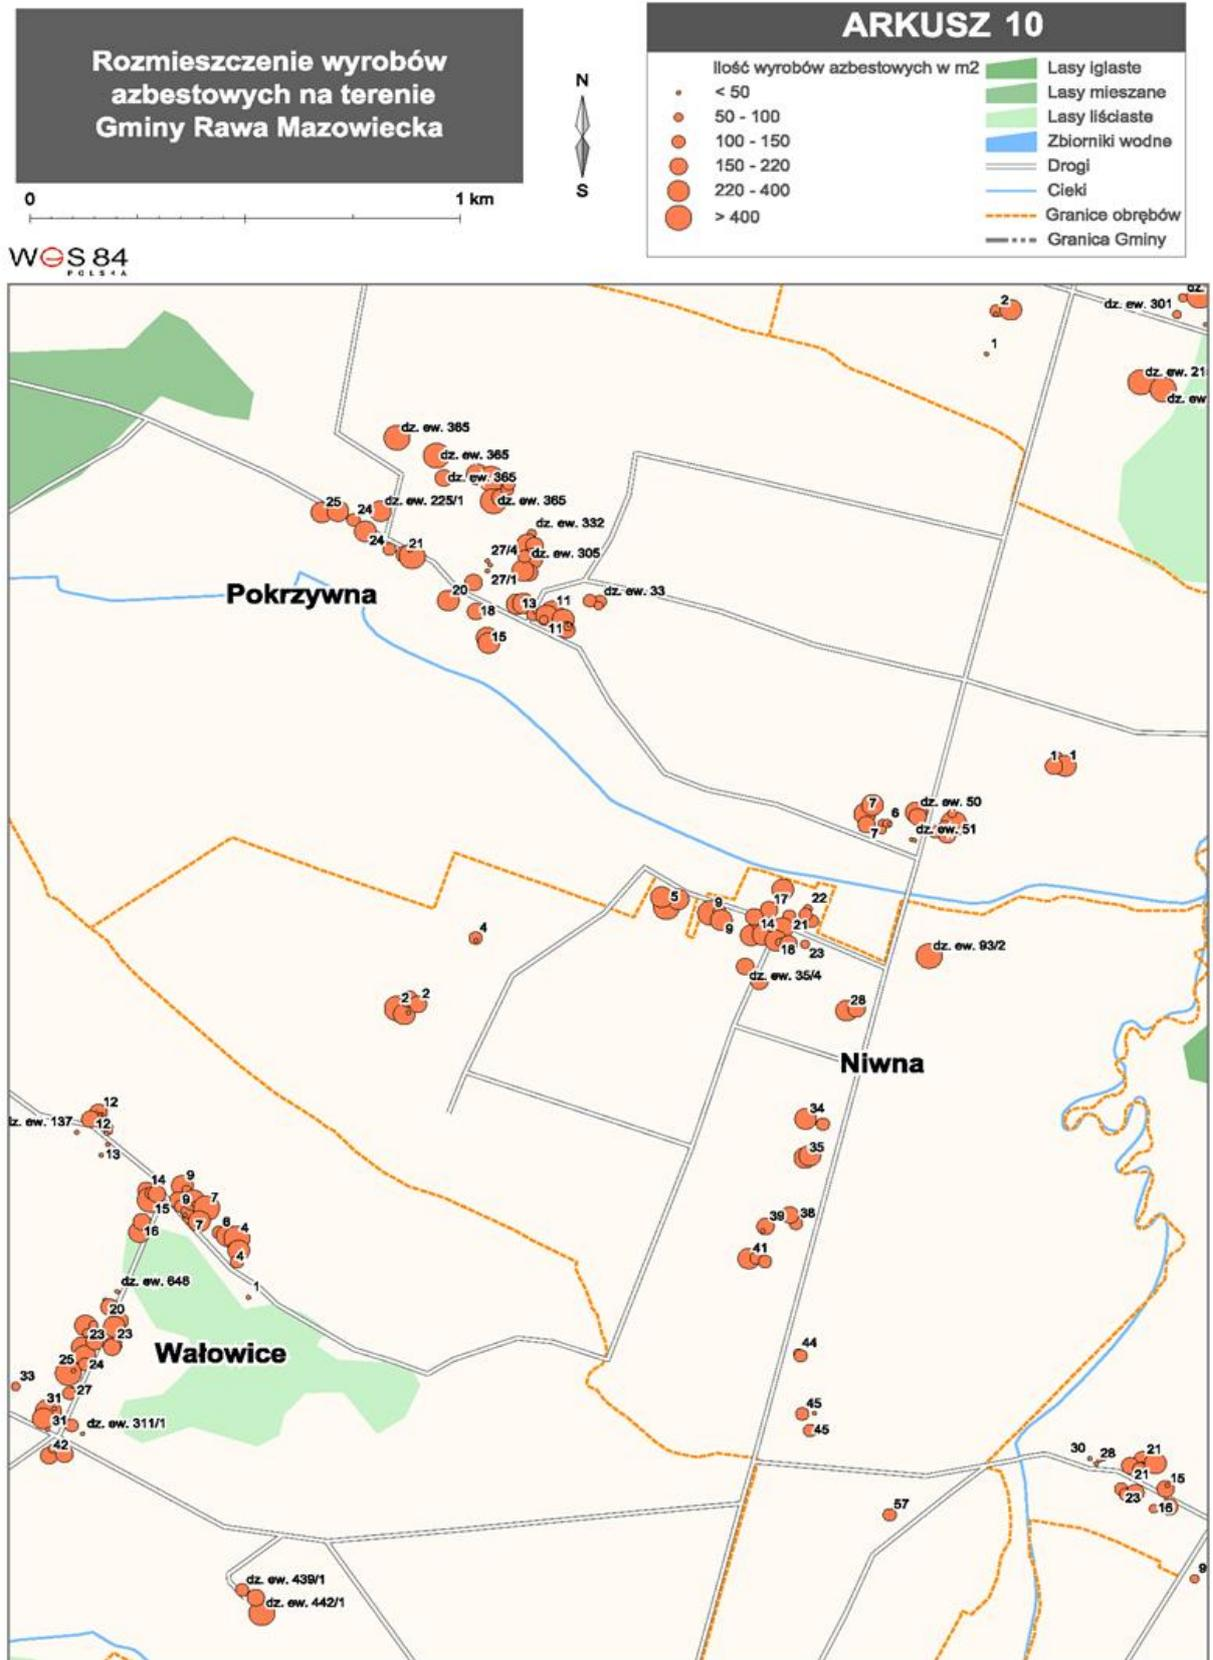 Rozmieszczenie wyrobów
azbestowych na terenie
Gminy Rawa Mazowiecka
0
1 km
WGS 84
POLSKA
N
S
ARKUSZ 10
Ilość wyrobów azbestowych w m2
< 50
50 - 100
100 - 150
150 - 220
220 - 400
> 400
Lasy iglaste
Lasy mieszane
Lasy liściaste
Zbiorniki wodne
Drogi
Cieki
Granice obrębów
Granica Gminy
2
dz. ew. 301
dz.
1
dz. ew. 21
dz. ew
dz. ew. 365
dz. ew. 365
dz. ew. 365
dz. ew. 365
25
24
dz. ew. 225/1
24
21
dz. ew. 332
27/4
dz. ew. 305
27/1
Pokrzywna
20
18
13
11
dz. ew. 33
11
15
1
1
7
6
dz. ew. 50
7
dz. ew. 51
5
9
17
22
9
14
21
18
23
4
dz. ew. 93/2
dz. ew. 35/4
2
2
28
Niwna
12
34
lz. ew. 137
12
13
35
14
9
9
7
15
7
6
4
16
4
39
38
41
dz. ew. 646
1
20
23
23
Wałowice
44
25
24
33
27
31
31
dz. ew. 311/1
45
45
42
30
28
21
21
15
23
16
57
9
dz. ew. 439/1
dz. ew. 442/1